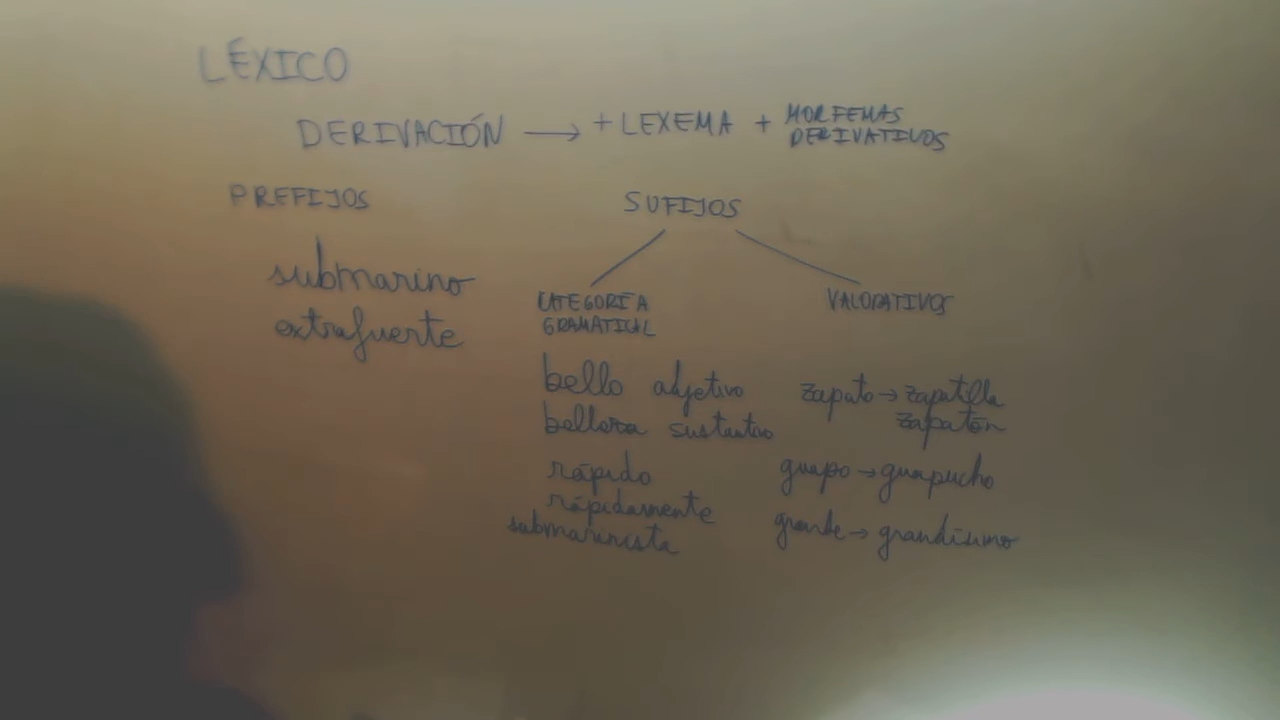 LÉXICO
DERIVACIÓN → + LEXEMA + MORFEMAS DERIVATIVOS
PREFIJOS
submarino
extrafuerte
SUFIJOS
CATEGORÍA
GRAMATICAL
bello adjetivo
belleza sustantivo
rápido
rápidamente
submarinista
VALORATIVOS
zapato → zapatilla
zapatón
guapo → guapucho
grande → grandísimo